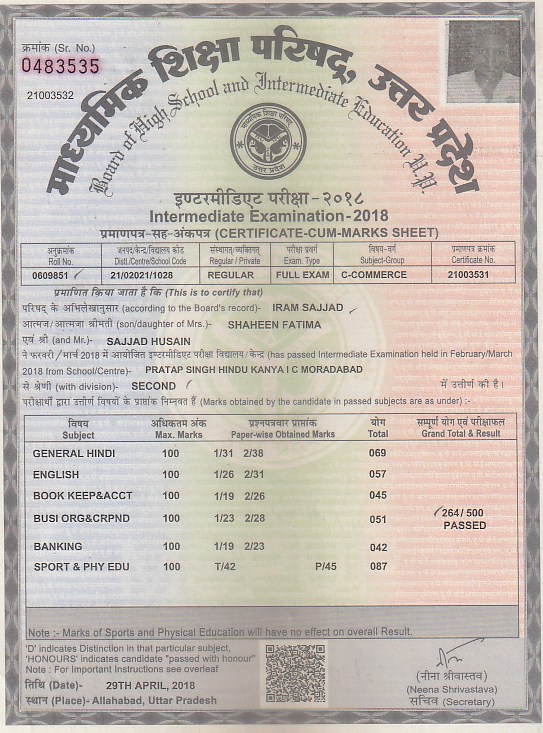 क्रमांक (Sr. No.)
0483535
21003532
माध्यमिक शिक्षा परिषद्, उत्तर प्रदेश
Board of High School and Intermediate Education U.P.
माध्यमिक शिक्षा परिषद
उत्तर प्रदेश
इण्टरमीडिएट परीक्षा-२०१८
Intermediate Examination-2018
प्रमाणपत्र-सह-अंकपत्र (CERTIFICATE-CUM-MARKS SHEET)
अनुक्रमांक जनपद/केन्द्र/विद्यालय कोड संस्थागत/व्यक्तिगत परीक्षा प्रवर्ग विषय-वर्ग प्रमाणपत्र क्रमांक
Roll No. Distt./Centre/School Code Regular / Private Exam. Type Subject-Group Certificate No.
0609851 21/02021/1028 REGULAR FULL EXAM C-COMMERCE 21003531
प्रमाणित किया जाता है कि (This is to certify that)
परिषद् के अभिलेखानुसार (according to the Board's record)- IRAM SAJJAD
आत्मज/आत्मजा श्रीमती (son/daughter of Mrs.)- SHAHEEN FATIMA
एवं श्री (and Mr.)- SAJJAD HUSAIN
ने फरवरी/मार्च 2018 में आयोजित इण्टरमीडिएट परीक्षा विद्यालय/केन्द्र (has passed Intermediate Examination held in February/March
2018 from School/Centre)- PRATAP SINGH HINDU KANYA I C MORADABAD
से श्रेणी (with division)- SECOND में उत्तीर्ण की है।
परीक्षार्थी द्वारा उत्तीर्ण विषयों के प्राप्तांक निम्नवत हैं (Marks obtained by the candidate in passed subjects are as under) :-
विषय अधिकतम अंक प्रश्नपत्रवार प्राप्तांक योग सम्पूर्ण योग एवं परीक्षाफल
Subject Max. Marks Paper-wise Obtained Marks Total Grand Total & Result
GENERAL HINDI 100 1/31 2/38 069
ENGLISH 100 1/26 2/31 057
BOOK KEEP&ACCT 100 1/19 2/26 045
BUSI ORG&CRPND 100 1/23 2/28 051 264/500
PASSED
BANKING 100 1/19 2/23 042
SPORT & PHY EDU 100 T/42 P/45 087
Note :- Marks of Sports and Physical Education will have no effect on overall Result.
'D' indicates Distinction in that particular subject,
'HONOURS' indicates candidate "passed with honour"
Note : For Important Instructions see overleaf
तिथि (Date)- 29TH APRIL, 2018
स्थान (Place)- Allahabad, Uttar Pradesh
(नीना श्रीवास्तव)
(Neena Shrivastava)
सचिव (Secretary)